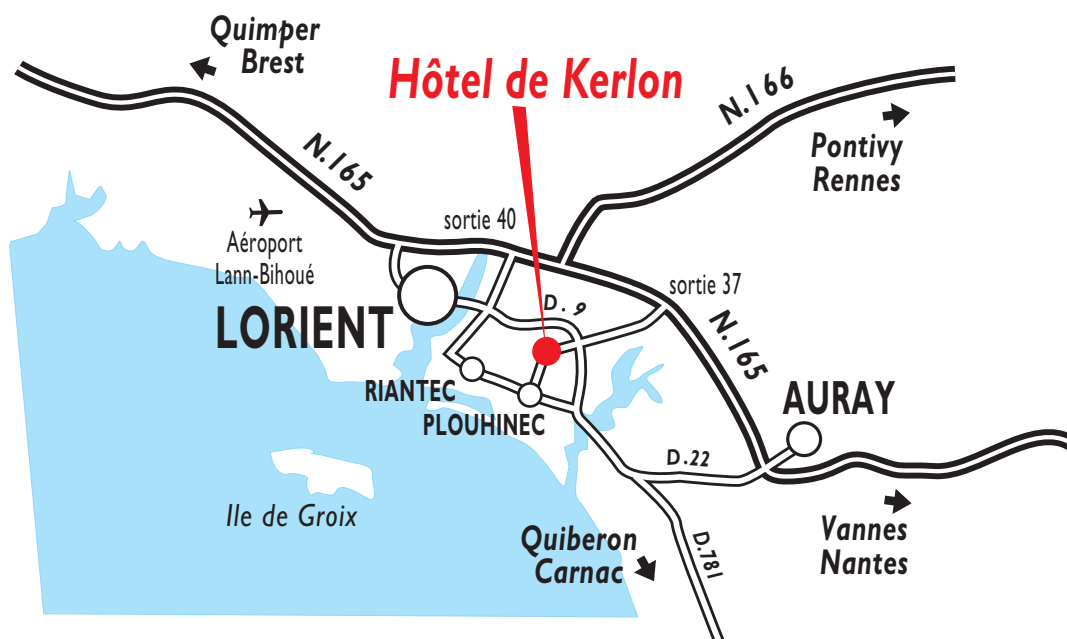 Quimper
Brest
Hôtel de Kerlon
N.166
Pontivy
Rennes
N.165
sortie 40
Aéroport
Lann-Bihoué
sortie 37
D. 9
LORIENT
N.165
RIANTEC
AURAY
PLOUHINEC
D.22
Ile de Groix
Quiberon
Carnac
D.781
Vannes
Nantes